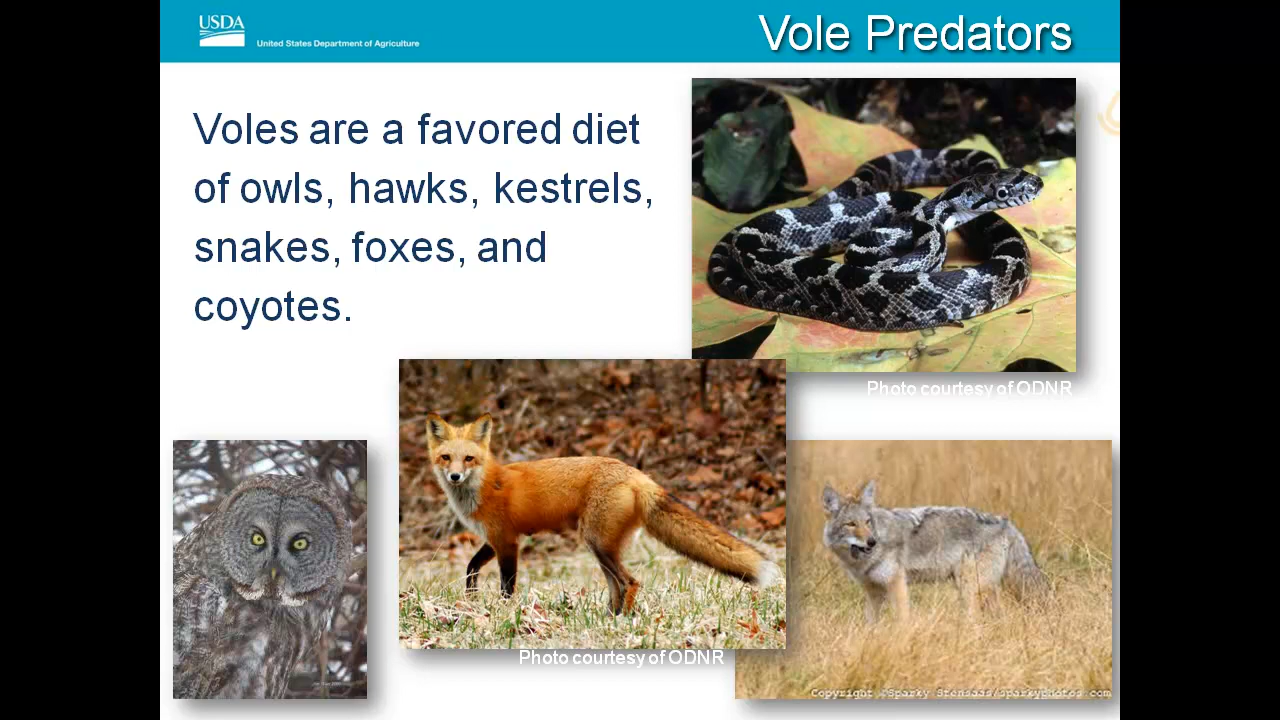 USDA
United States Department of Agriculture
Vole Predators
Voles are a favored diet
of owls, hawks, kestrels,
snakes, foxes, and
coyotes.
Photo courtesy of ODNR
Photo courtesy of ODNR
Copyright ©Sparky Stensaas/sparkyphotos.com